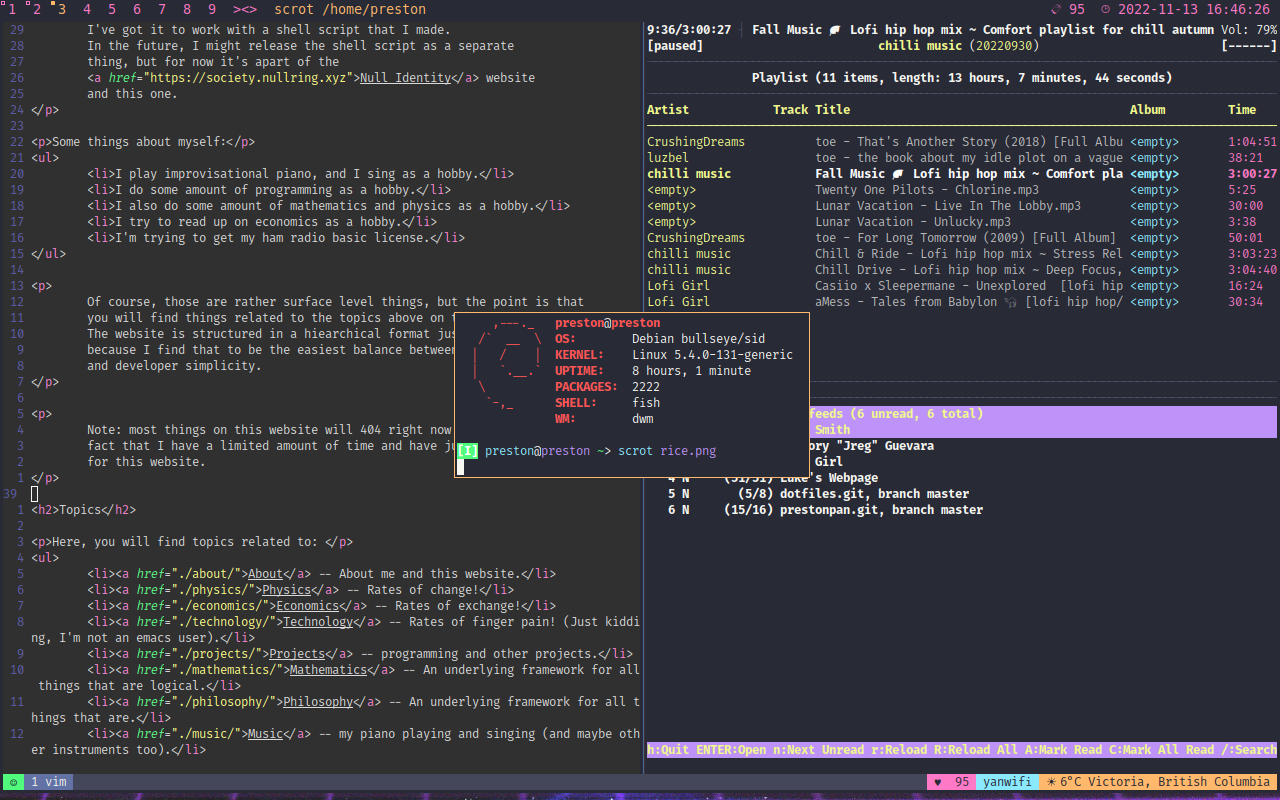 1 2 3 4 5 6 7 8 9 ><> scrot /home/preston 95 2022-11-13 16:46:26
29 I've got it to work with a shell script that I made.
28 In the future, I might release the shell script as a separate
27 thing, but for now it's apart of the
26 <a href="https://society.nullring.xyz">Null Identity</a> website
25 and this one.
24 </p>
23
22 <p>Some things about myself:</p>
21 <ul>
20 <li>I play improvisational piano, and I sing as a hobby.</li>
19 <li>I do some amount of programming as a hobby.</li>
18 <li>I also do some amount of mathematics and physics as a hobby.</li>
17 <li>I try to read up on economics as a hobby.</li>
16 <li>I'm trying to get my ham radio basic license.</li>
15 </ul>
14
13 <p>
12 Of course, those are rather surface level things, but the point is that
11 you will find things related to the topics above on
10 The website is structured in a hiearchical format jus
9 because I find that to be the easiest balance between
8 and developer simplicity.
7 </p>
6
5 <p>
4 Note: most things on this website will 404 right now
3 fact that I have a limited amount of time and have ju
2 for this website.
1 </p>
39
1 <h2>Topics</h2>
2
3 <p>Here, you will find topics related to: </p>
4 <ul>
5 <li><a href="./about/">About</a> -- About me and this website.</li>
6 <li><a href="./physics/">Physics</a> -- Rates of change!</li>
7 <li><a href="./economics/">Economics</a> -- Rates of exchange!</li>
8 <li><a href="./technology/">Technology</a> -- Rates of finger pain! (Just kiddi
ng, I'm not an emacs user).</li>
9 <li><a href="./projects/">Projects</a> -- programming and other projects.</li>
10 <li><a href="./mathematics/">Mathematics</a> -- An underlying framework for all
things that are logical.</li>
11 <li><a href="./philosophy/">Philosophy</a> -- An underlying framework for all t
hings that are.</li>
12 <li><a href="./music/">Music</a> -- my piano playing and singing (and maybe oth
er instruments too).</li>
9:36/3:00:27 Fall Music 🍂 Lofi hip hop mix ~ Comfort playlist for chill autumn Vol: 79%
[paused] chilli music (20220930) [------]
Playlist (11 items, length: 13 hours, 7 minutes, 44 seconds)
Artist Track Title Album Time
CrushingDreams toe - That's Another Story (2018) [Full Albu <empty> 1:04:51
luzbel toe - the book about my idle plot on a vague <empty> 38:21
chilli music Fall Music 🍂 Lofi hip hop mix ~ Comfort pla <empty> 3:00:27
<empty> Twenty One Pilots - Chlorine.mp3 <empty> 5:25
<empty> Lunar Vacation - Live In The Lobby.mp3 <empty> 30:00
<empty> Lunar Vacation - Unlucky.mp3 <empty> 3:38
CrushingDreams toe - For Long Tomorrow (2009) [Full Album] <empty> 50:01
chilli music Chill & Ride - Lofi hip hop mix ~ Stress Rel <empty> 3:03:23
chilli music Chill Drive - Lofi hip hop mix ~ Deep Focus, <empty> 3:04:40
Lofi Girl Casiio x Sleepermane - Unexplored [lofi hip <empty> 16:24
Lofi Girl aMess - Tales from Babylon [lofi hip hop/ <empty> 30:34
preston@preston
OS: Debian bullseye/sid
KERNEL: Linux 5.4.0-131-generic
UPTIME: 8 hours, 1 minute
PACKAGES: 2222
SHELL: fish
WM: dwm
[I] preston@preston ~> scrot rice.png
feeds (6 unread, 6 total)
Smith
ory "Jreg" Guevara
Girl
4 N (51/51) Luke's Webpage
5 N (5/8) dotfiles.git, branch master
6 N (15/16) prestonpan.git, branch master
h:Quit ENTER:Open n:Next Unread r:Reload R:Reload All A:Mark Read C:Mark All Read /:Search
1 vim ♥ 95 yanwifi ☀ 6°C Victoria, British Columbia